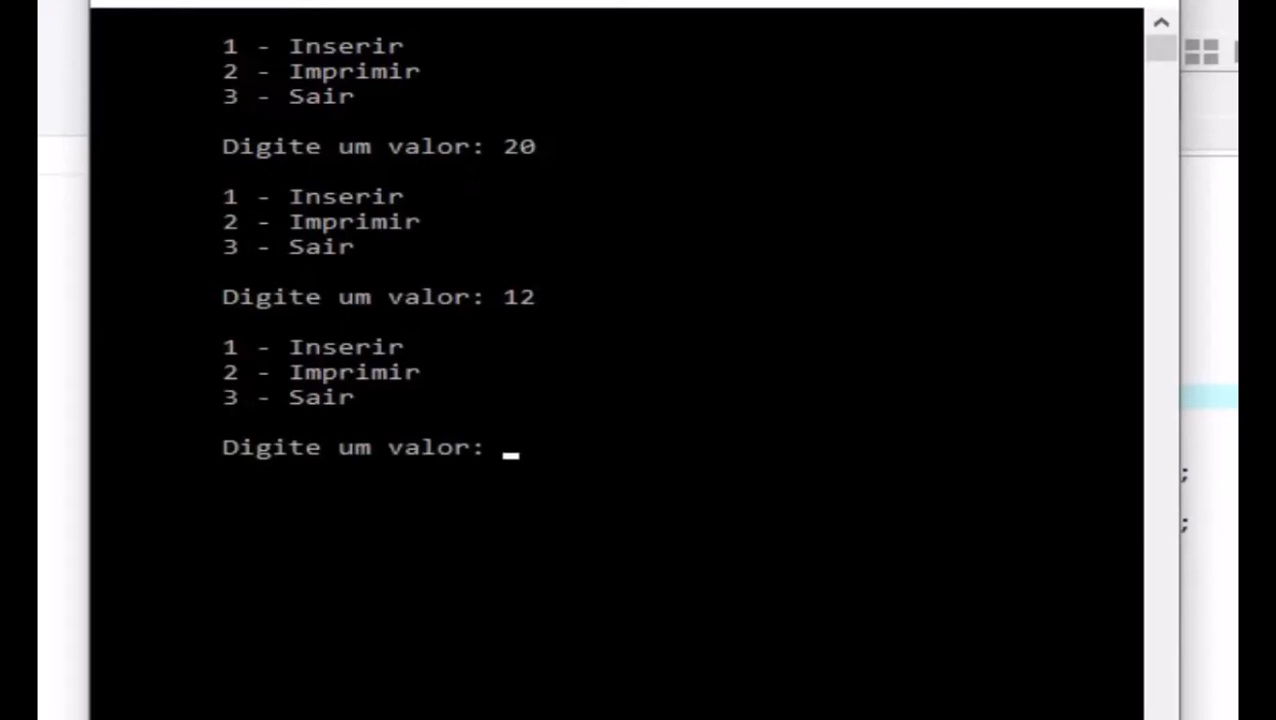 1 - Inserir
2 - Imprimir
3 - Sair
Digite um valor: 20
1 - Inserir
2 - Imprimir
3 - Sair
Digite um valor: 12
1 - Inserir
2 - Imprimir
3 - Sair
Digite um valor:
;
;